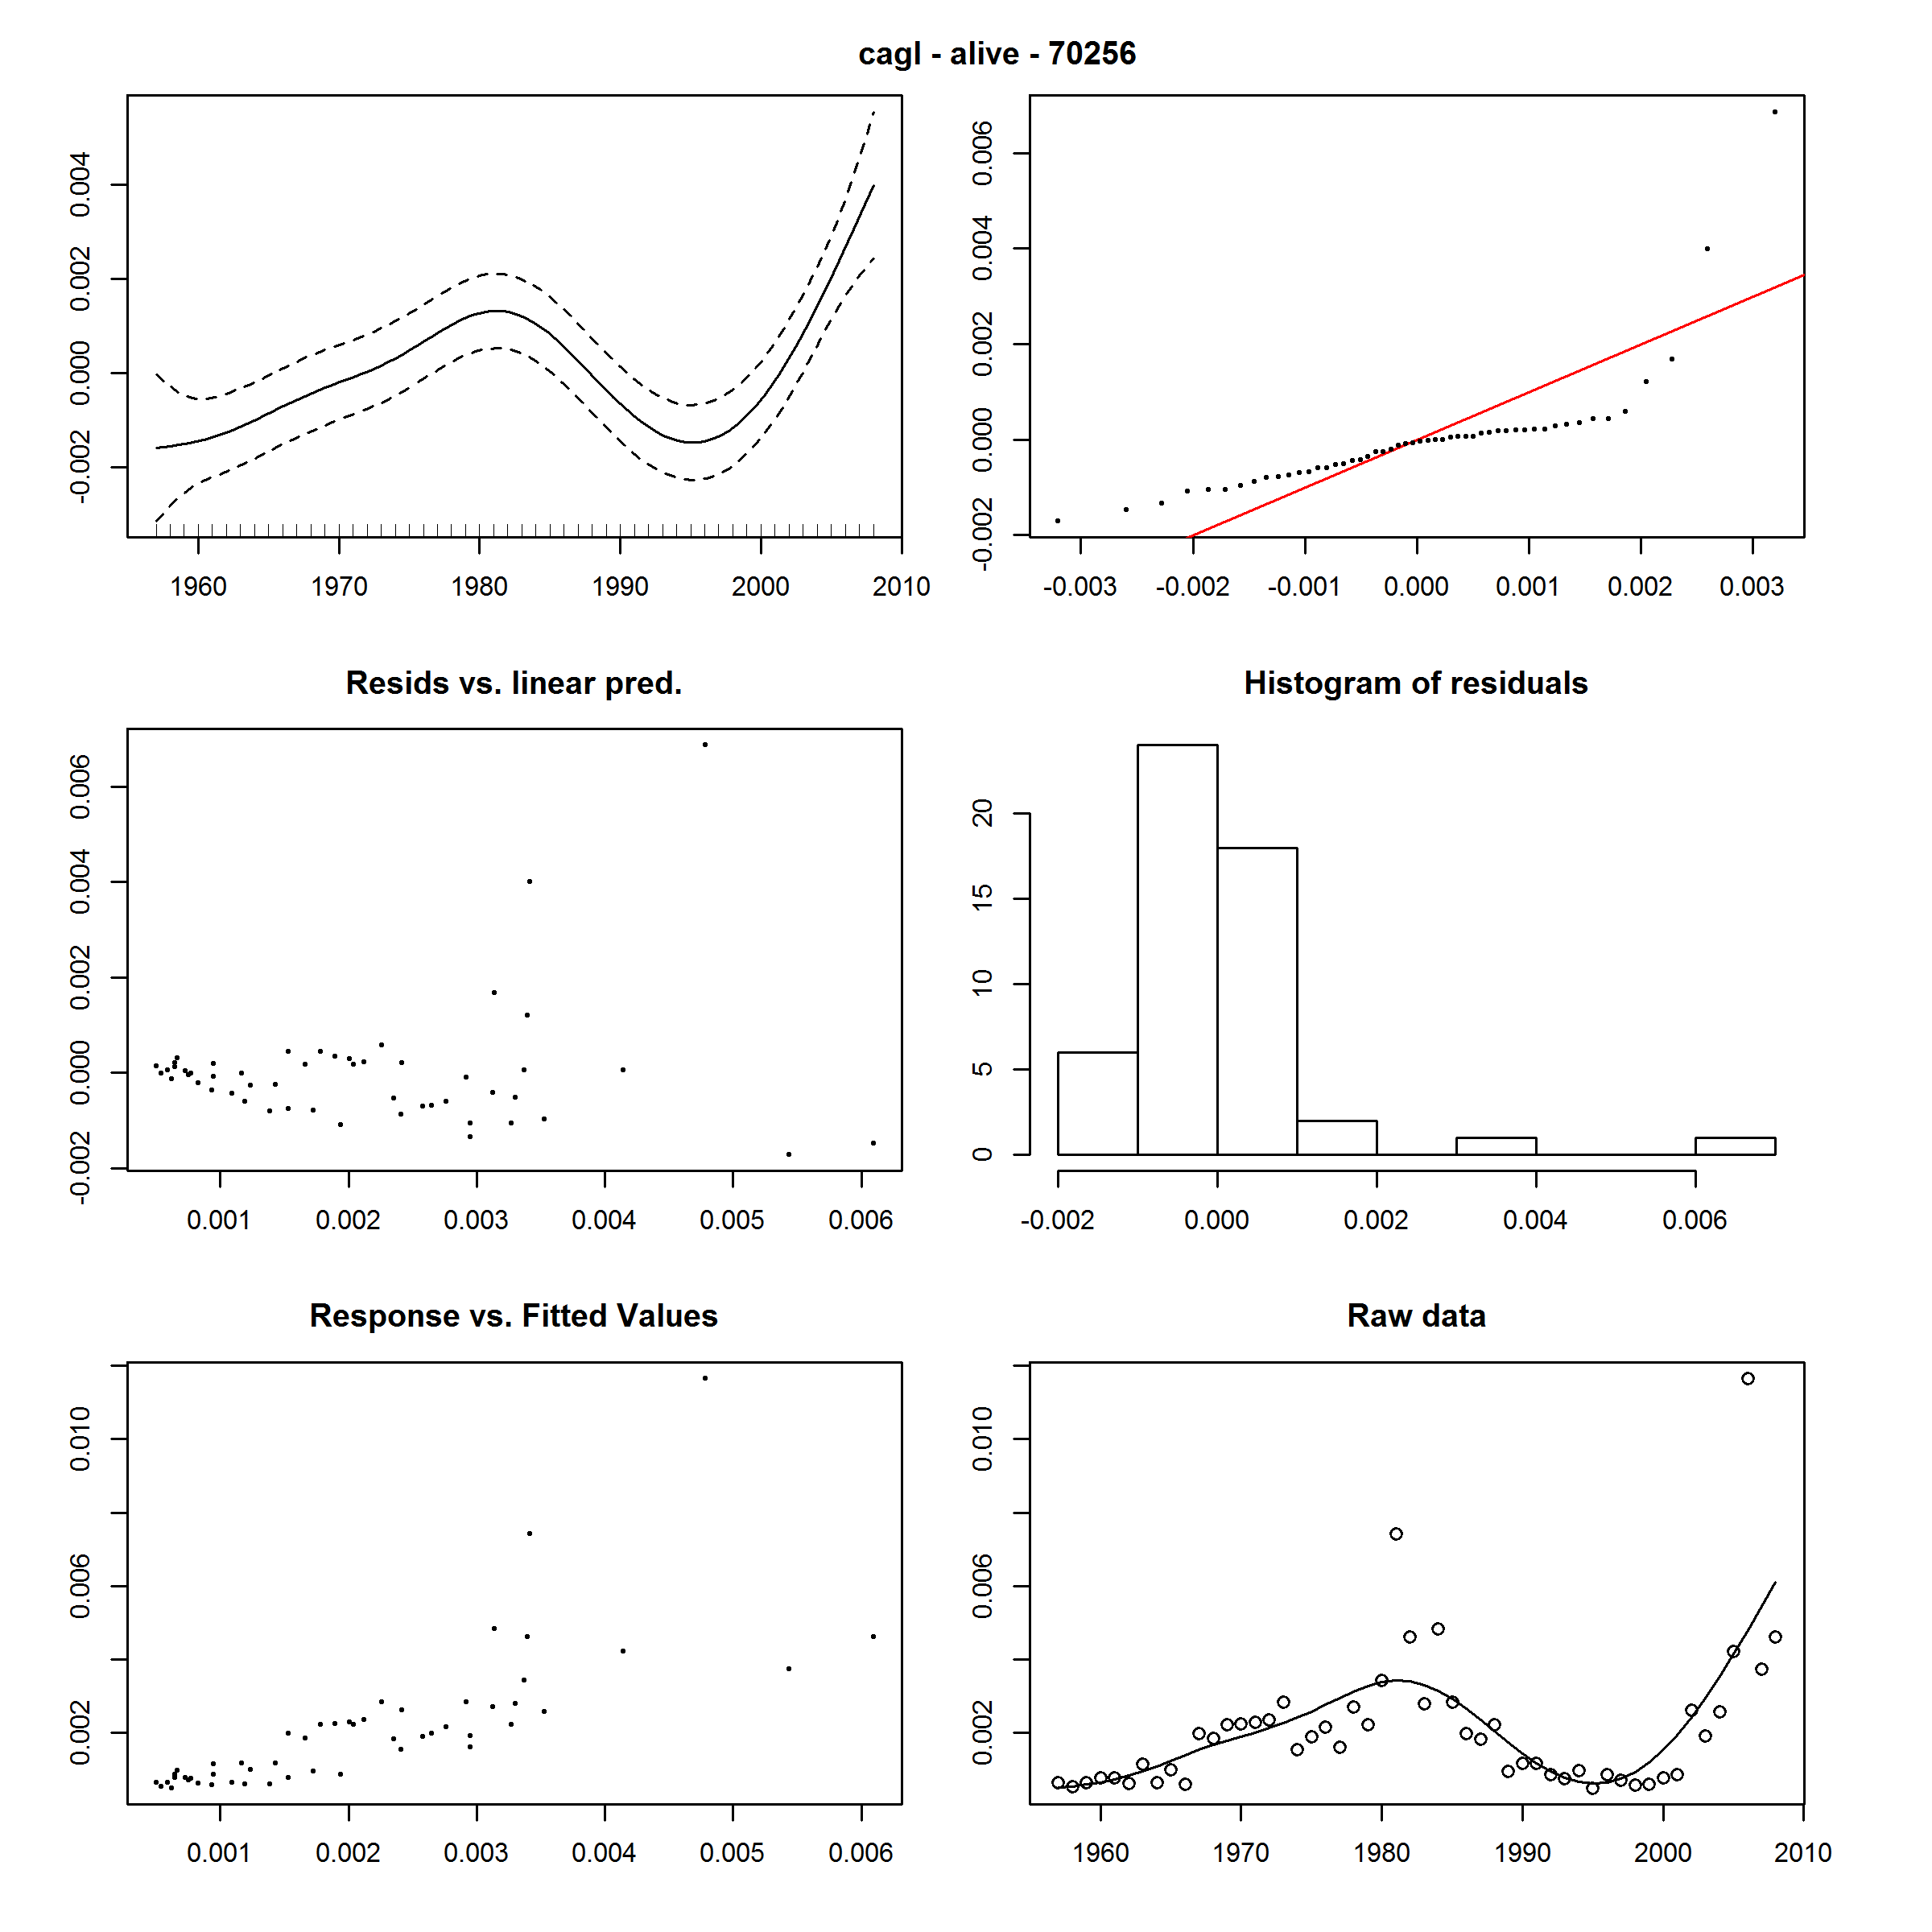 cagl - alive - 70256
-0.002 0.000 0.002 0.004
1960 1970 1980 1990 2000 2010
-0.002 0.000 0.002 0.004 0.006
-0.003 -0.002 -0.001 0.000 0.001 0.002 0.003
Resids vs. linear pred.
-0.002 0.000 0.002 0.004 0.006
0.001 0.002 0.003 0.004 0.005 0.006
Histogram of residuals
0 5 10 15 20
-0.002 0.000 0.002 0.004 0.006
Response vs. Fitted Values
0.002 0.006 0.010
0.001 0.002 0.003 0.004 0.005 0.006
Raw data
0.002 0.006 0.010
1960 1970 1980 1990 2000 2010